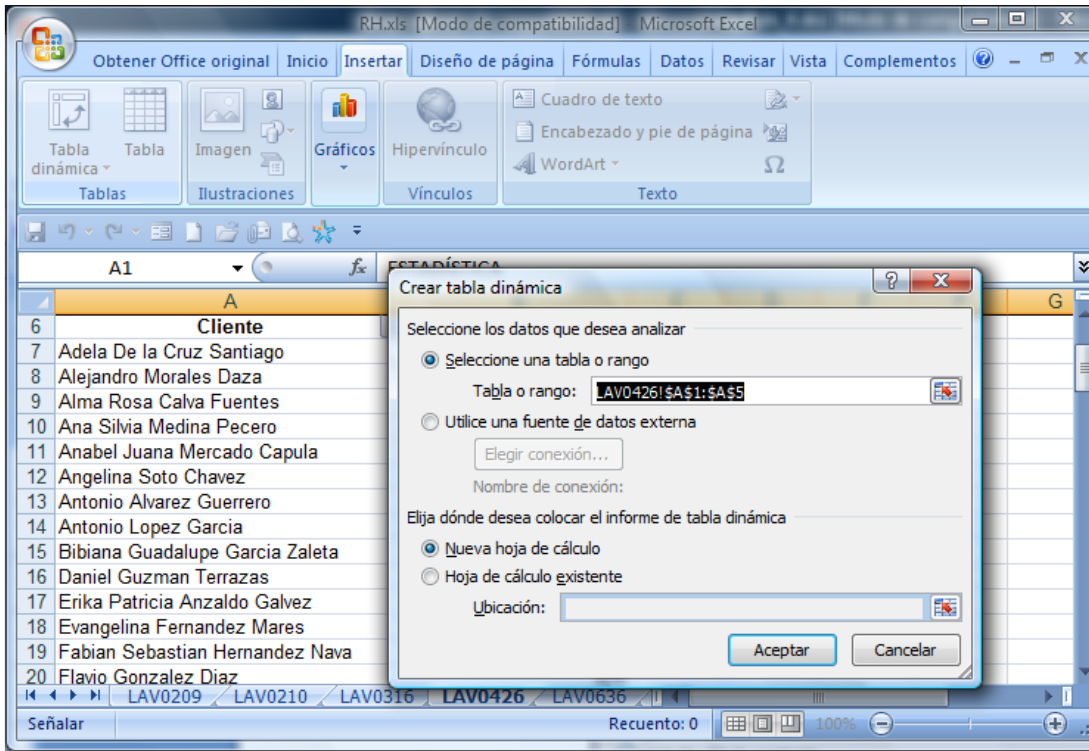 RH.xls [Modo de compatibilidad] Microsoft Excel
Obtener Office original Inicio Insertar Diseño de página Fórmulas Datos Revisar Vista Complementos
Tabla dinámica Tabla Imagen Gráficos Hipervínculo Cuadro de texto
Encabezado y pie de página
WordArt Ω
Tablas Ilustraciones Vínculos Texto
A1 fx ESTADÍSTICA
A G
6 Cliente
7 Adela De la Cruz Santiago
8 Alejandro Morales Daza
9 Alma Rosa Calva Fuentes
10 Ana Silvia Medina Pecero
11 Anabel Juana Mercado Capula
12 Angelina Soto Chavez
13 Antonio Alvarez Guerrero
14 Antonio Lopez Garcia
15 Bibiana Guadalupe Garcia Zaleta
16 Daniel Guzman Terrazas
17 Erika Patricia Anzaldo Galvez
18 Evangelina Fernandez Mares
19 Fabian Sebastian Hernandez Nava
20 Flavio Gonzalez Diaz
Crear tabla dinámica
Seleccione los datos que desea analizar
Seleccione una tabla o rango
Tabla o rango: LAV0426!$A$1:$A$5
Utilice una fuente de datos externa
Elegir conexión...
Nombre de conexión:
Elija dónde desea colocar el informe de tabla dinámica
Nueva hoja de cálculo
Hoja de cálculo existente
Ubicación:
Aceptar Cancelar
LAV0209 LAV0210 LAV0316 LAV0426 LAV0636
Señalar Recuento: 0 100%